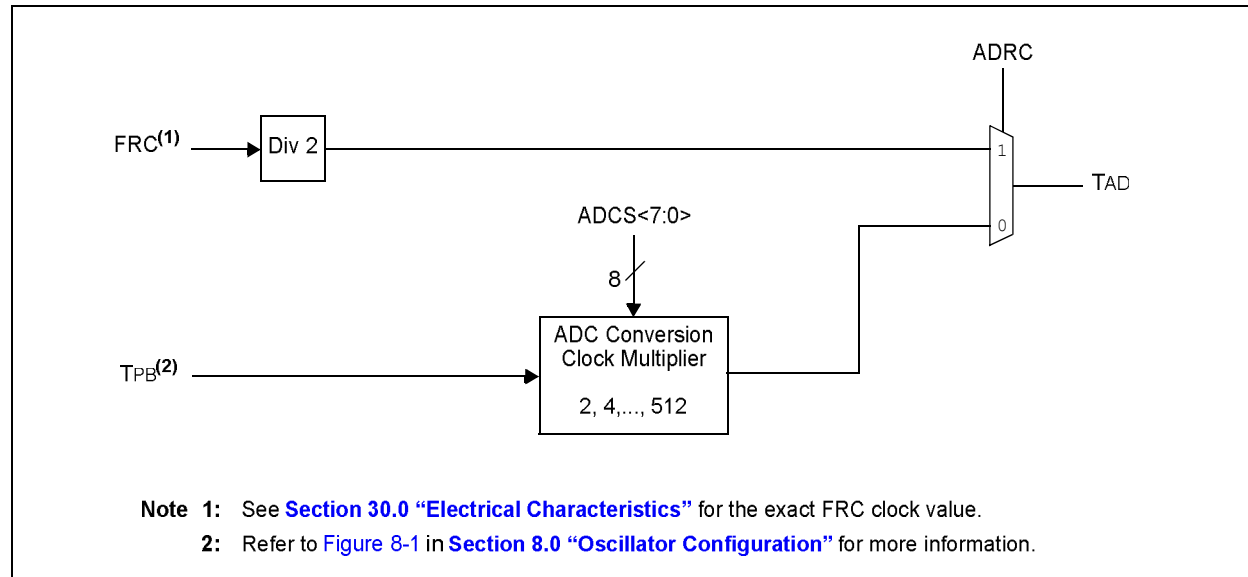 ADRC
FRC(1)
Div 2
1
TAD
ADCS<7:0>
0
8
ADC Conversion
Clock Multiplier
TPB(2)
2, 4,..., 512
Note 1: See Section 30.0 “Electrical Characteristics” for the exact FRC clock value.
2: Refer to Figure 8-1 in Section 8.0 “Oscillator Configuration” for more information.